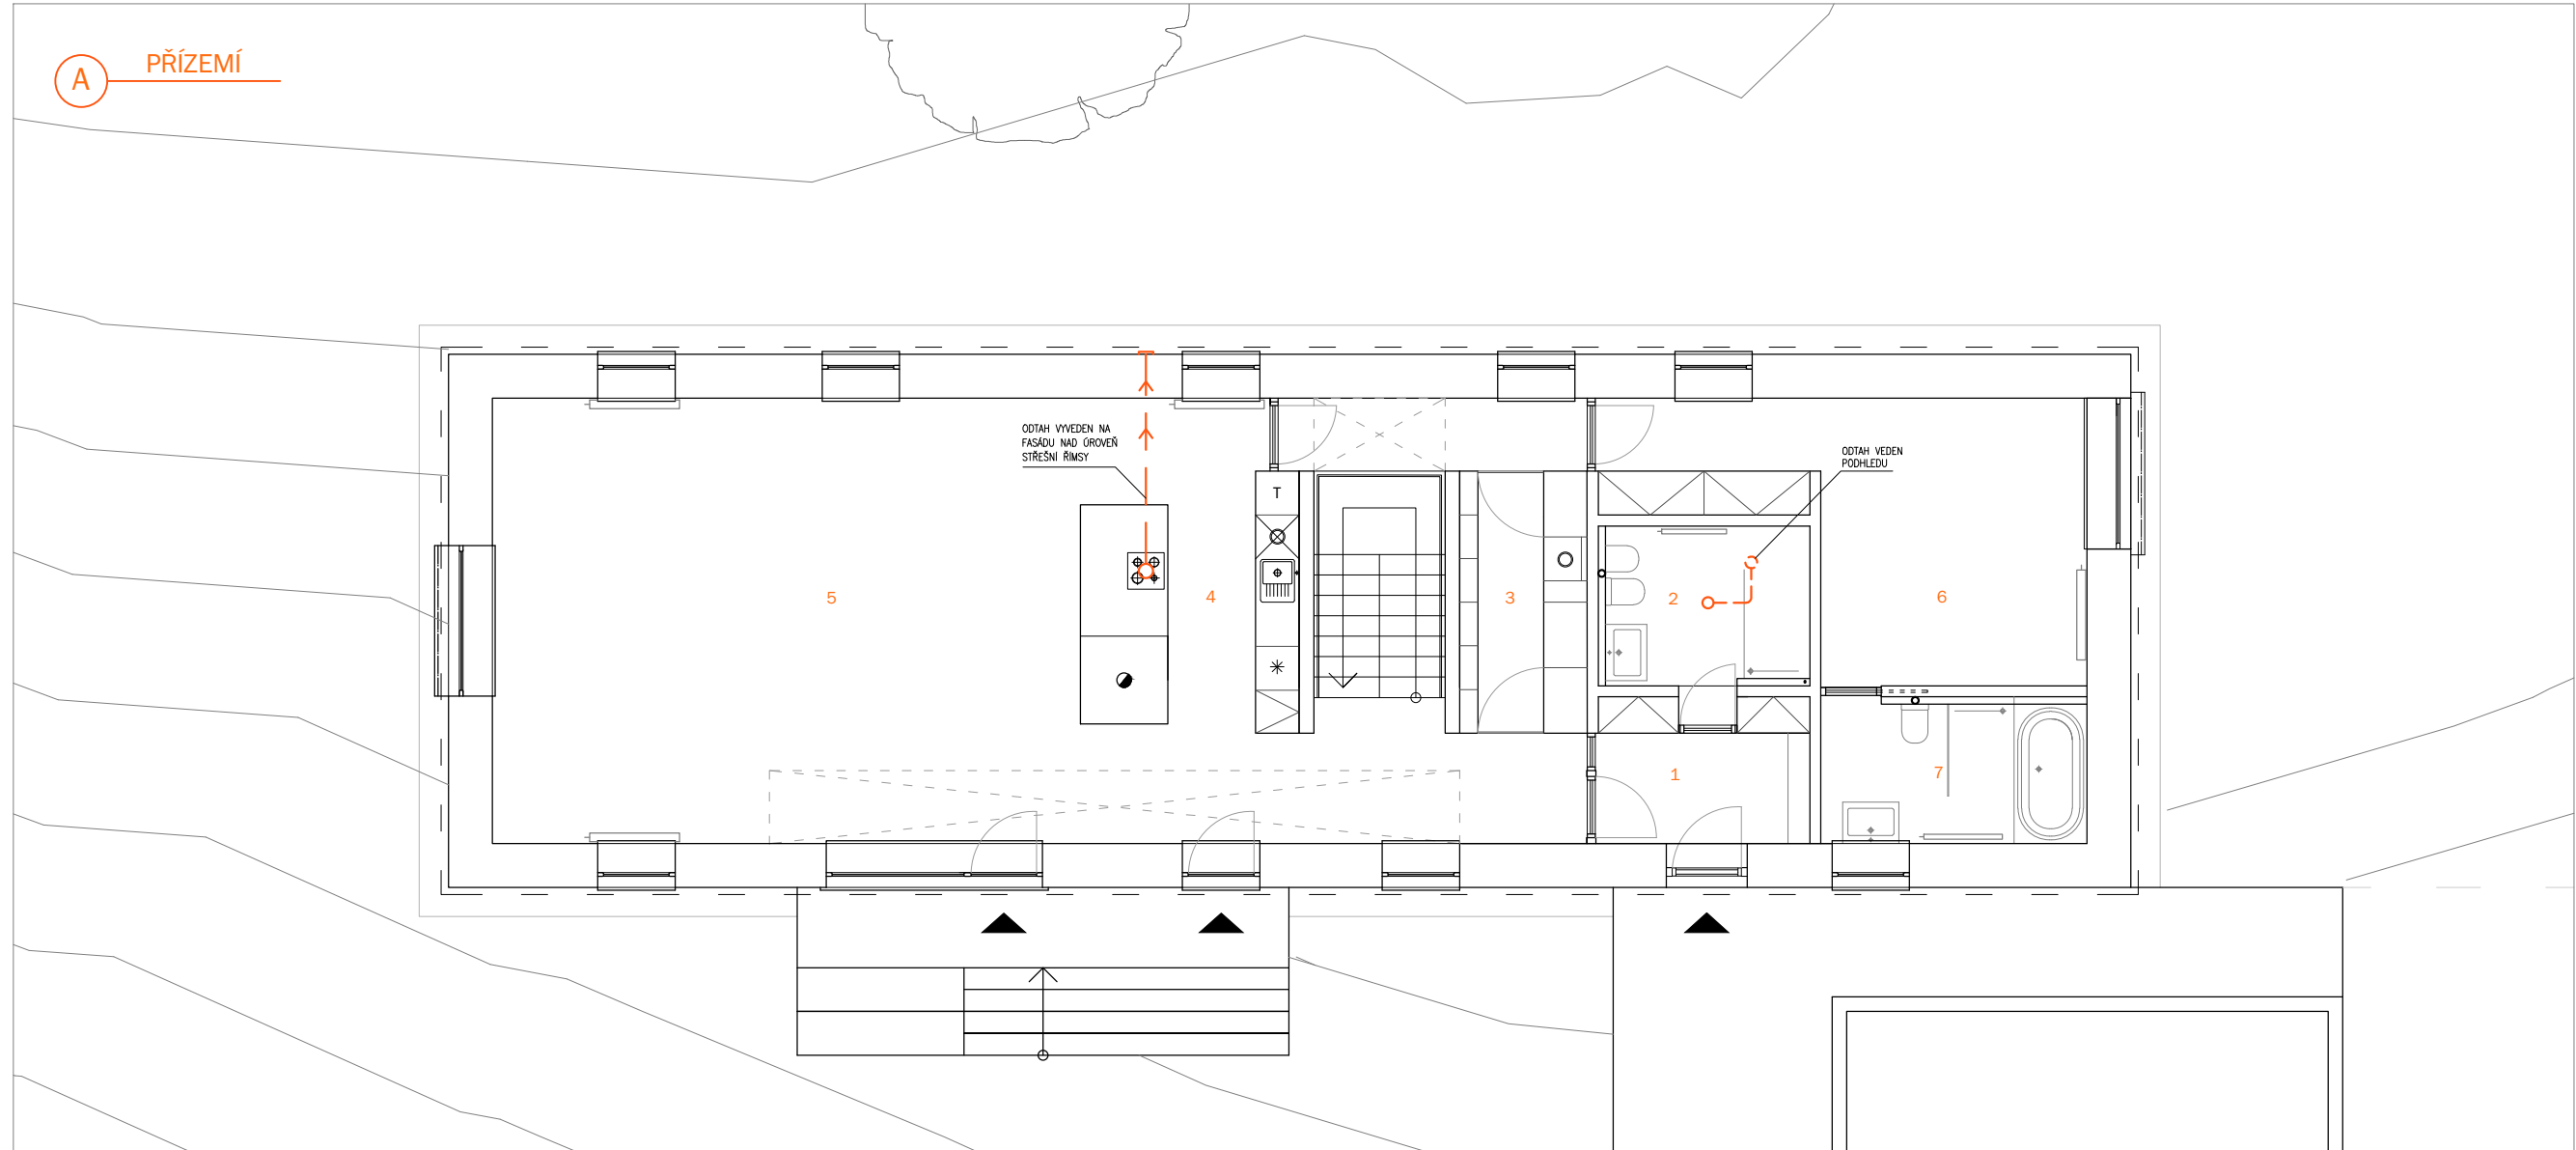 A
PŘÍZEMÍ
ODTAH VYVEDEN NA
FASÁDU NAD ÚROVEŇ
STŘEŠNÍ ŘÍMSY
ODTAH VEDEN
PODHLEDU
T
5
4
3
2
6
1
7